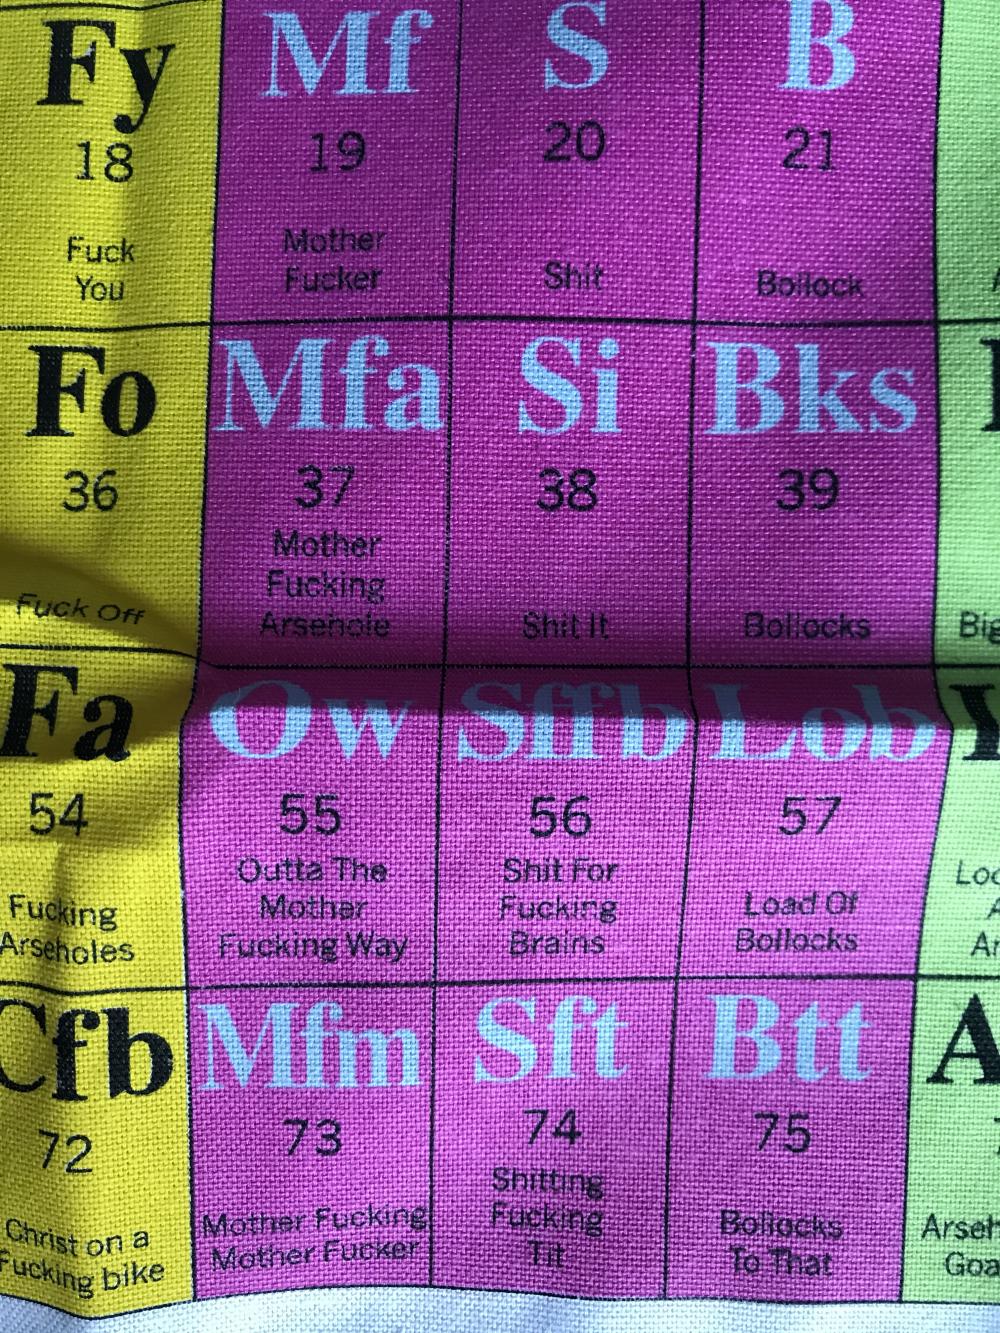 Fy Mf S B
18 19 20 21
Fuck Mother Shit Bollock
You Fucker
Fo Mfa Si Bks
36 37 38 39
Fuck Off Mother Shit It Bollocks
Fucking
Arsehole
Big
Fa Ow Sffb Lob
54 55 56 57
Fucking Outta The Shit For Load Of
Arseholes Mother Fucking Bollocks
Fucking Way Brains
Cfb Mfm Sft Btt A
72 73 74 75
Christ on a Mother Fucking Shitting Bollocks
Fucking bike Mother Fucker Fucking To That
Tit